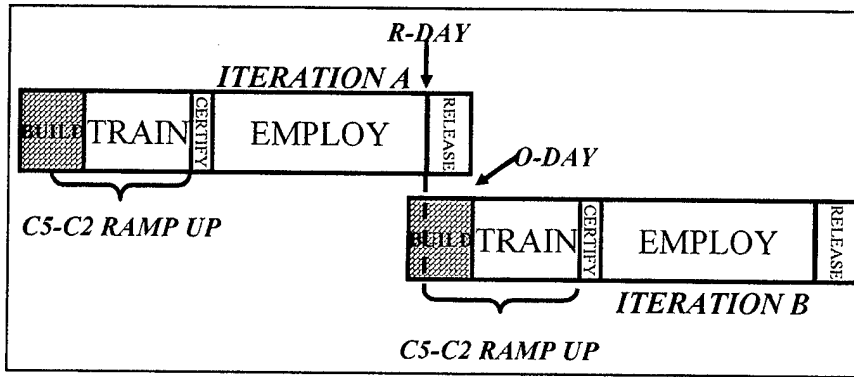 R-DAY
ITERATION A
BUILD TRAIN CERTIFY EMPLOY RELEASE
O-DAY
C5-C2 RAMP UP
BUILD TRAIN CERTIFY EMPLOY RELEASE
ITERATION B
C5-C2 RAMP UP